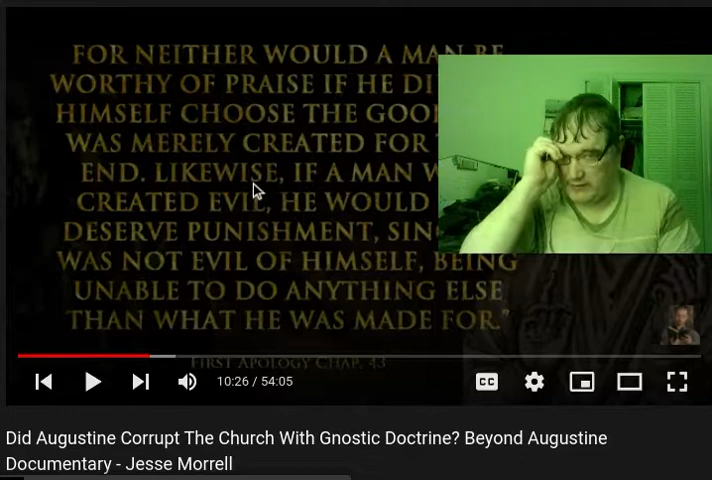 FOR NEITHER WOULD A MAN BE
WORTHY OF PRAISE IF HE DI
HIMSELF CHOOSE THE GOO
WAS MERELY CREATED FOR
END. LIKEWISE, IF A MAN W
CREATED EVIL, HE WOULD
DESERVE PUNISHMENT, SIN
WAS NOT EVIL OF HIMSELF, BEING
UNABLE TO DO ANYTHING ELSE
THAN WHAT HE WAS MADE FOR."
FIRST APOLOGY CHAP. 43
10:26 / 54:05
CC
Did Augustine Corrupt The Church With Gnostic Doctrine? Beyond Augustine
Documentary - Jesse Morrell